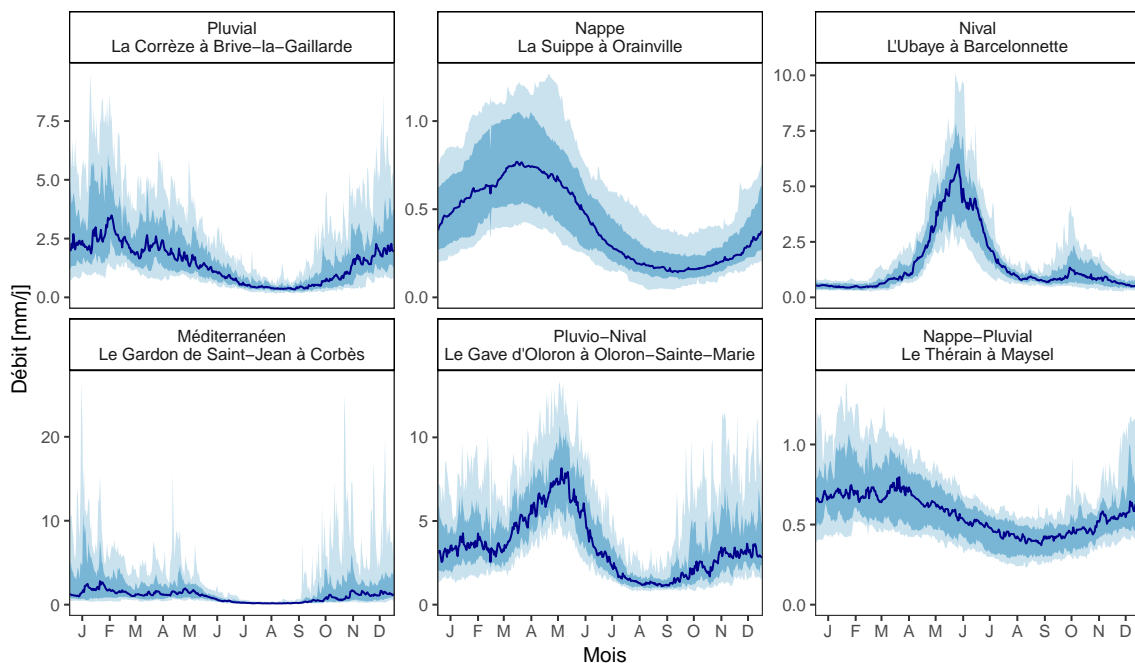 Pluvial
La Corrèze à Brive−la−Gaillarde
Nappe
La Suippe à Orainville
Nival
L'Ubaye à Barcelonnette
7.5
5.0
2.5
0.0
1.0
0.5
0.0
10.0
7.5
5.0
2.5
0.0
Débit [mm/j]
Méditerranéen
Le Gardon de Saint−Jean à Corbès
Pluvio−Nival
Le Gave d'Oloron à Oloron−Sainte−Marie
Nappe−Pluvial
Le Thérain à Maysel
20
10
0
10
5
0
1.0
0.5
0.0
J F M A M J J A S O N D
J F M A M J J A S O N D
J F M A M J J A S O N D
Mois